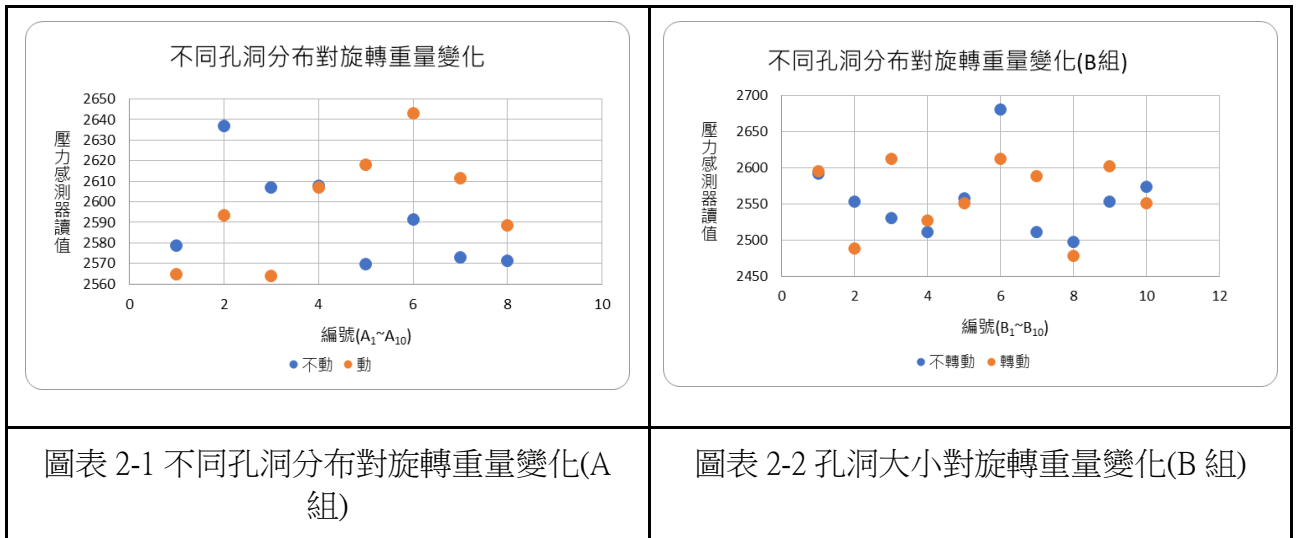 不同孔洞分布對旋轉重量變化
2650
2640
2630
2620
2610
2600
2590
2580
2570
2560
壓力感測器讀值
0 2 4 6 8 10
編號(A₁~A₁₀)
不動 動
不同孔洞分布對旋轉重量變化(B組)
2700
2650
2600
2550
2500
2450
壓力感測器讀值
0 2 4 6 8 10 12
編號(B₁~B₁₀)
不轉動 轉動
圖表 2-1 不同孔洞分布對旋轉重量變化(A
組)
圖表 2-2 孔洞大小對旋轉重量變化(B 組)